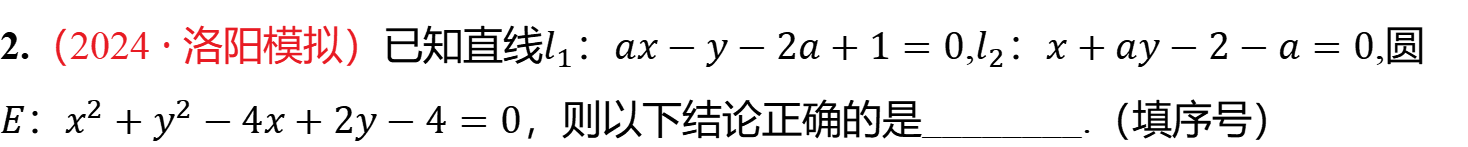 2.（2024 · 洛阳模拟）已知直线l₁：ax − y − 2a + 1 = 0,l₂：x + ay − 2 − a = 0,圆
E：x² + y² − 4x + 2y − 4 = 0，则以下结论正确的是________.（填序号）